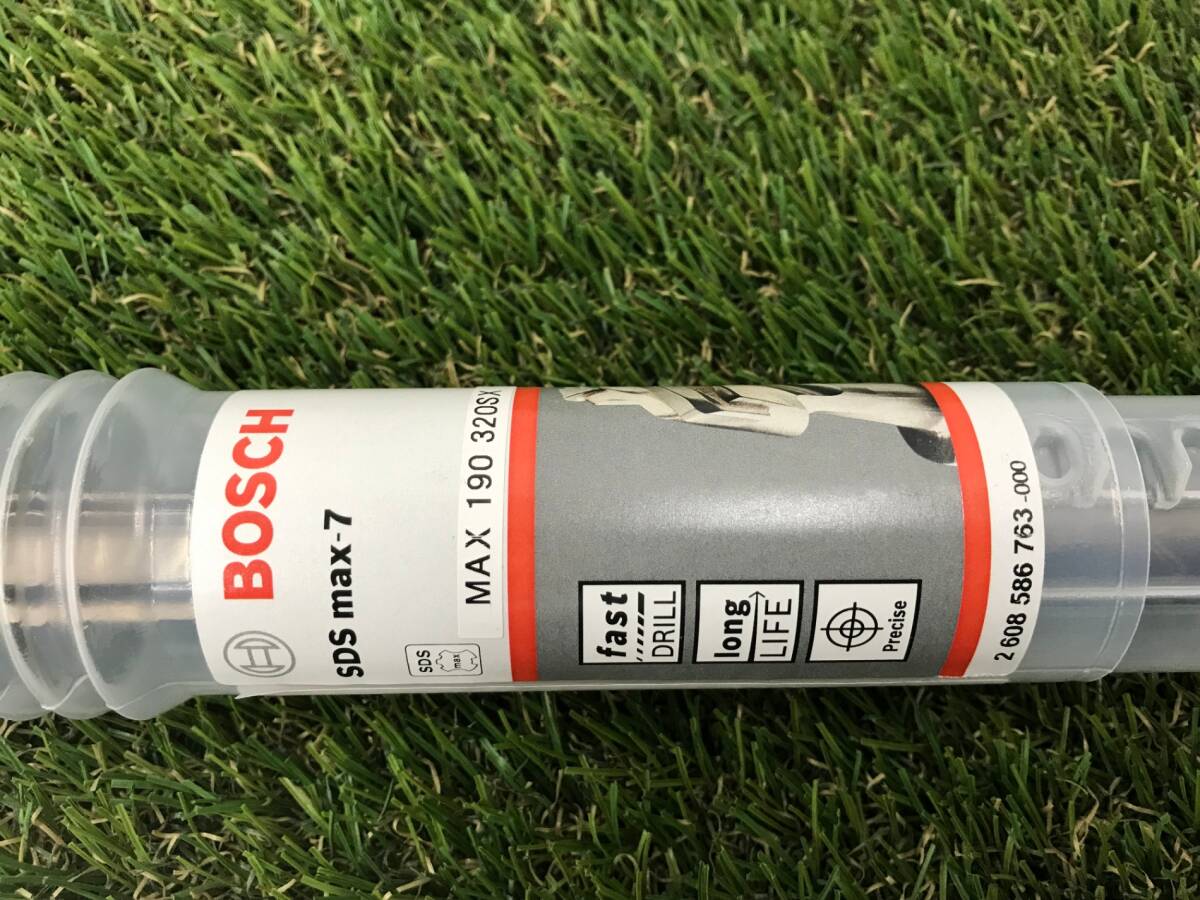 BOSCH
SDS max-7
SDS
max
MAX 190 320SX
fast
DRILL
long
LIFE
Precise
2 608 586 763 -000